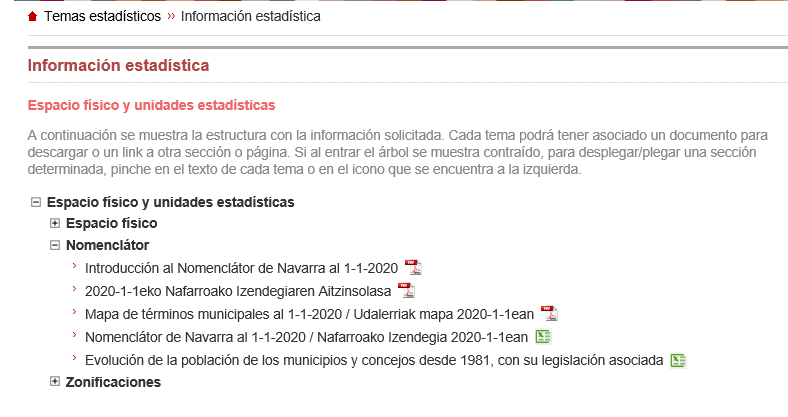 Temas estadísticos ›› Información estadística
Información estadística
Espacio físico y unidades estadísticas
A continuación se muestra la estructura con la información solicitada. Cada tema podrá tener asociado un documento para
descargar o un link a otra sección o página. Si al entrar el árbol se muestra contraído, para desplegar/plegar una sección
determinada, pinche en el texto de cada tema o en el icono que se encuentra a la izquierda.
Espacio físico y unidades estadísticas
Espacio físico
Nomenclátor
Introducción al Nomenclátor de Navarra al 1-1-2020
2020-1-1eko Nafarroako Izendegiaren Aitzinsolasa
Mapa de términos municipales al 1-1-2020 / Udalerriak mapa 2020-1-1ean
Nomenclátor de Navarra al 1-1-2020 / Nafarroako Izendegia 2020-1-1ean
Evolución de la población de los municipios y concejos desde 1981, con su legislación asociada
Zonificaciones